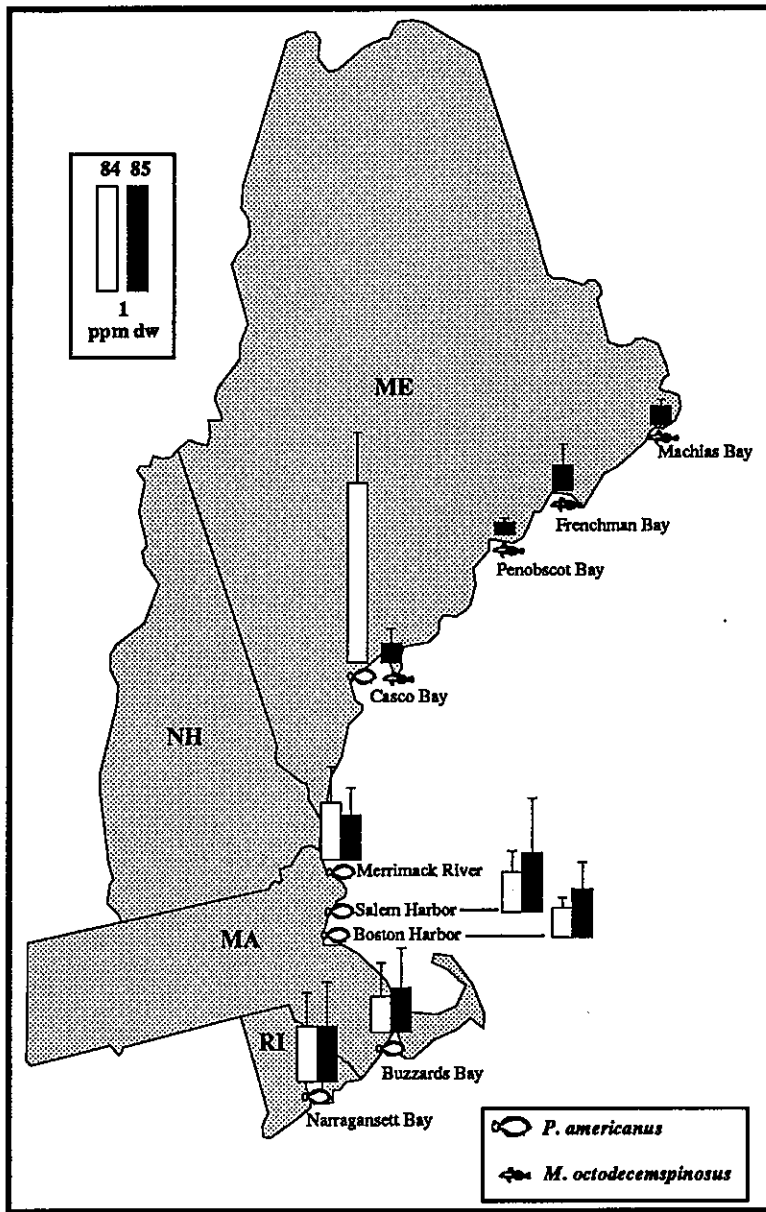 84 85
1
ppm dw
ME
Machias Bay
Frenchman Bay
Penobscot Bay
Casco Bay
NH
Merrimack River
Salem Harbor
Boston Harbor
MA
RI
Buzzards Bay
Narragansett Bay
P. americanus
M. octodecemspinosus